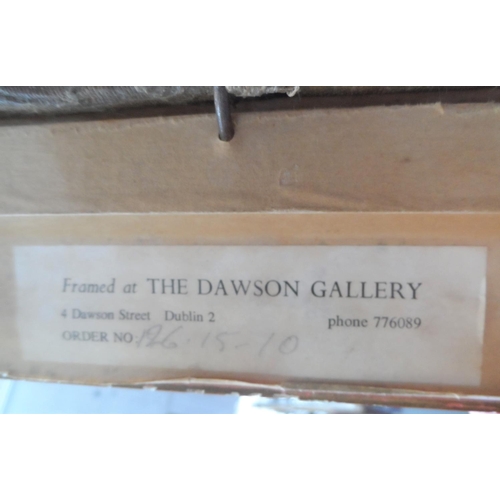 Framed at THE DAWSON GALLERY
4 Dawson Street Dublin 2 phone 776089
ORDER NO. 126.15-10